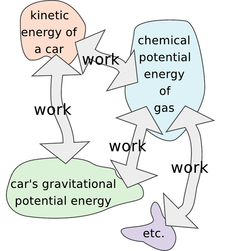 kinetic
energy of
a car
work
chemical
potential
energy
of
gas
work
work
work
car's gravitational
potential energy
etc.